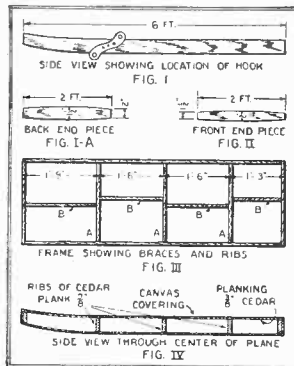 6 FT.
SIDE VIEW SHOWING LOCATION OF HOOK
FIG. I
2 FT. 2 FT.
BACK END PIECE FRONT END PIECE
FIG. I-A FIG. II
1'-6" 1'-6" 1'-3"
B B B B
A A A
FRAME SHOWING BRACES AND RIBS
FIG. III
RIBS OF CEDAR CANVAS PLANKING
PLANK COVERING 3/8" CEDAR
SIDE VIEW THROUGH CENTER OF PLANE
FIG. IV